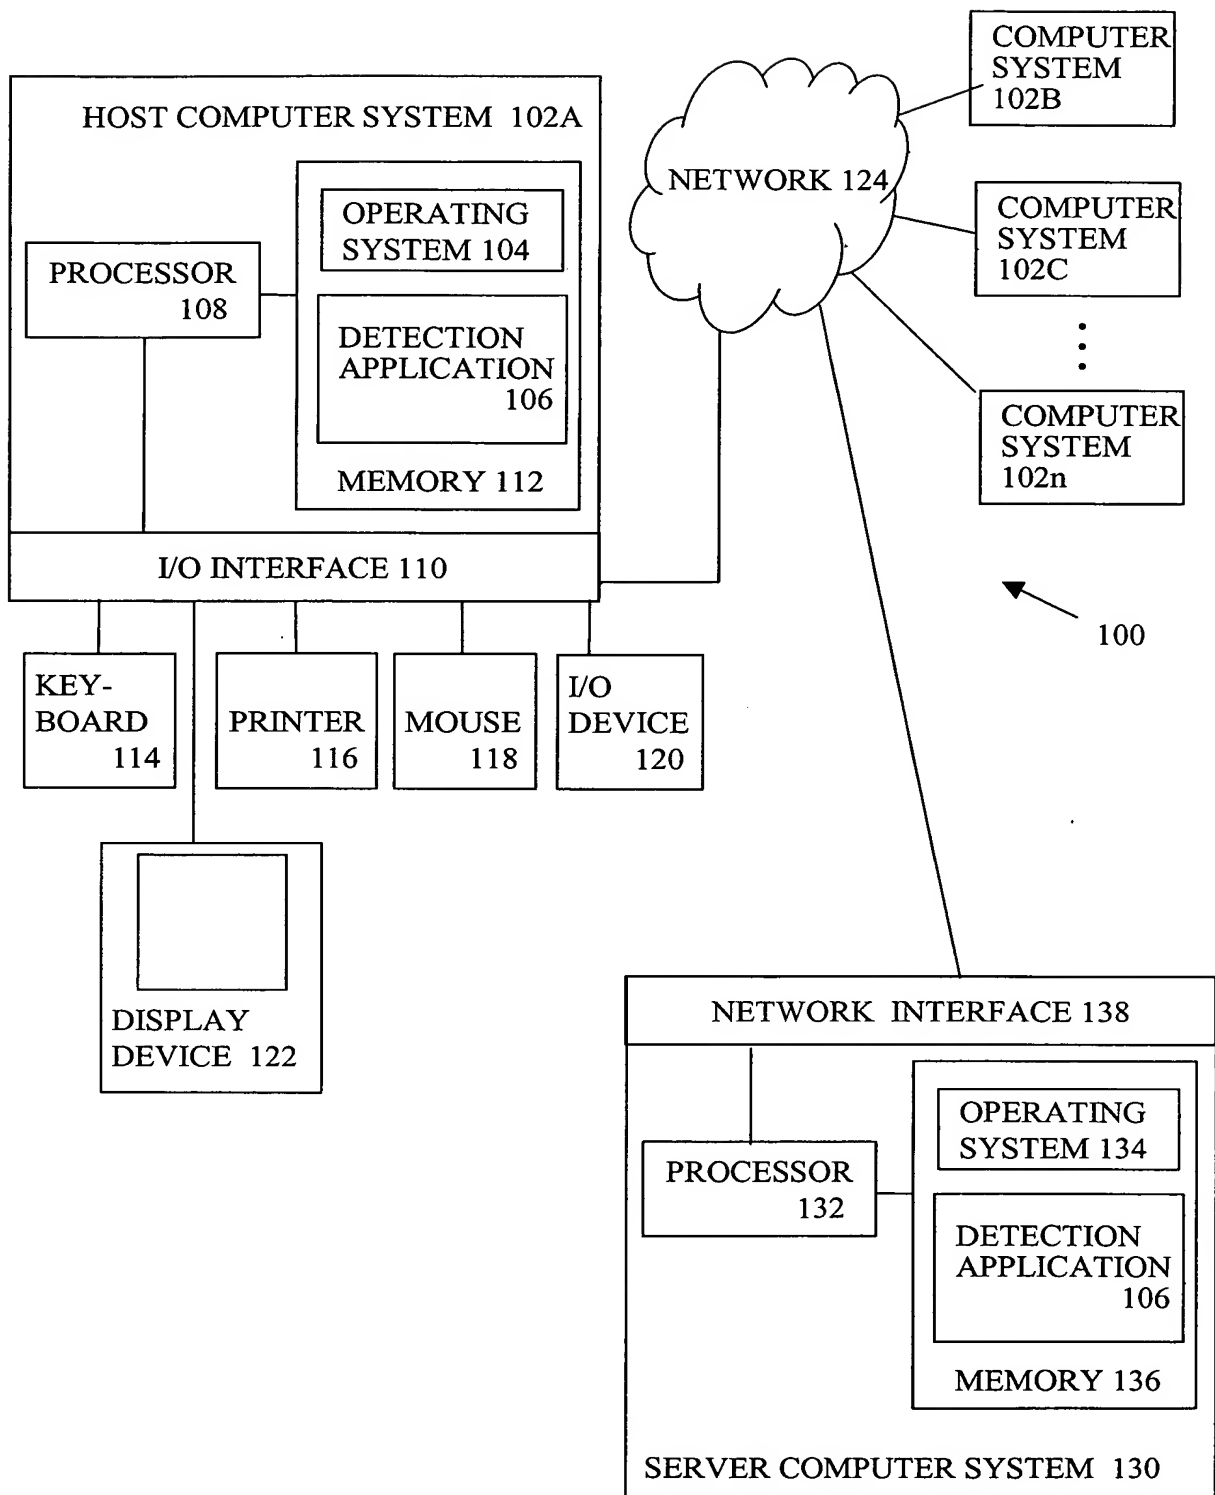 COMPUTER
SYSTEM
102B
HOST COMPUTER SYSTEM 102A
NETWORK 124
OPERATING
SYSTEM 104
COMPUTER
SYSTEM
102C
PROCESSOR
108
DETECTION
APPLICATION
106
COMPUTER
SYSTEM
102n
MEMORY 112
I/O INTERFACE 110
100
KEY-
BOARD
114
PRINTER
116
MOUSE
118
I/O
DEVICE
120
DISPLAY
DEVICE 122
NETWORK INTERFACE 138
OPERATING
SYSTEM 134
PROCESSOR
132
DETECTION
APPLICATION
106
MEMORY 136
SERVER COMPUTER SYSTEM 130